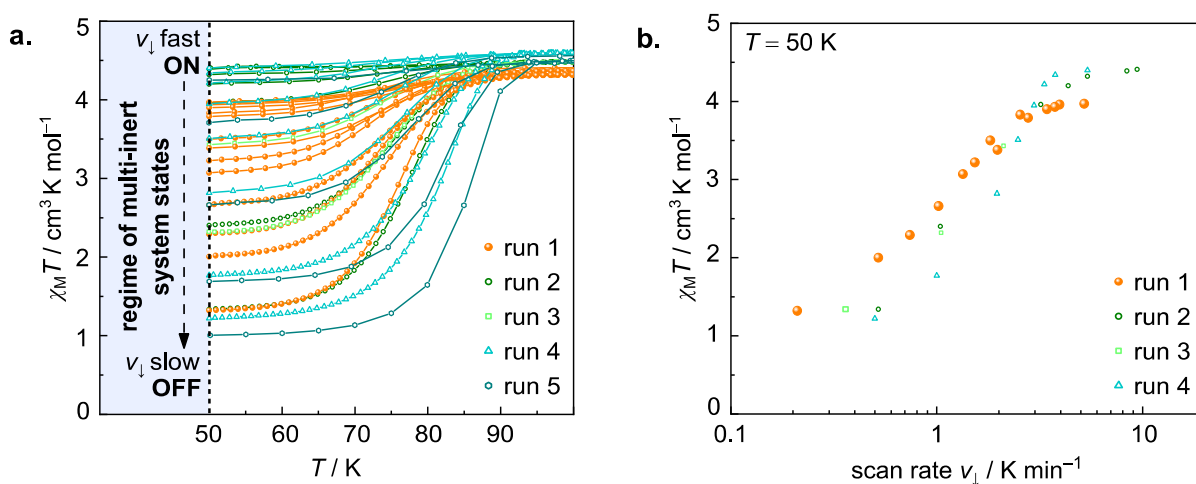 a.
χMT / cm³ K mol⁻¹
5
4
3
2
1
0
v↓ fast
ON
regime of multi-inert
system states
v↓ slow
OFF
run 1
run 2
run 3
run 4
run 5
50
60
70
80
90
T / K
b.
T = 50 K
χMT / cm³ K mol⁻¹
5
4
3
2
1
0
run 1
run 2
run 3
run 4
0.1
1
10
scan rate v↓ / K min⁻¹